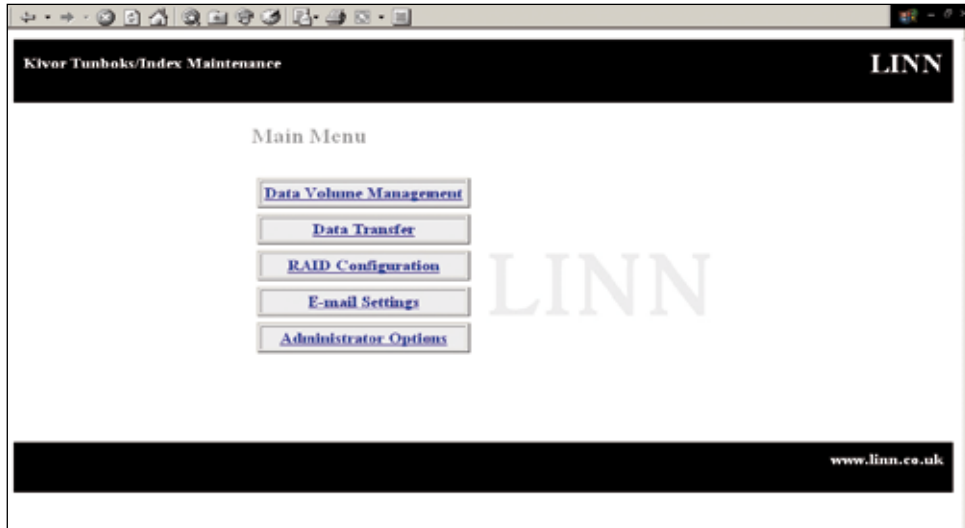 Kivor Tunboks/Index Maintenance
LINN
Main Menu
Data Volume Management
Data Transfer
RAID Configuration
E-mail Settings
Administrator Options
LINN
www.linn.co.uk